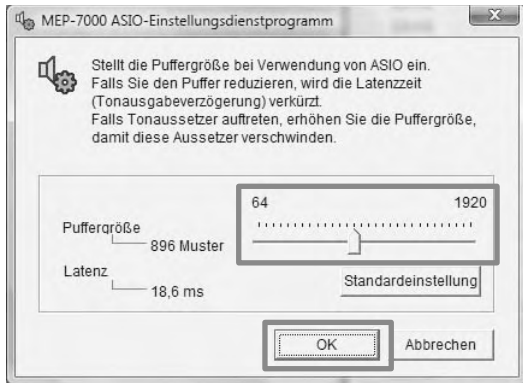 MEP-7000 ASIO-Einstellungsdienstprogramm
Stellt die Puffergröße bei Verwendung von ASIO ein.
Falls Sie den Puffer reduzieren, wird die Latenzzeit
(Tonausgabeverzögerung) verkürzt.
Falls Tonaussetzer auftreten, erhöhen Sie die Puffergröße,
damit diese Aussetzer verschwinden.
64 1920
Puffergröße
896 Muster
Latenz
18,6 ms
Standardeinstellung
OK Abbrechen